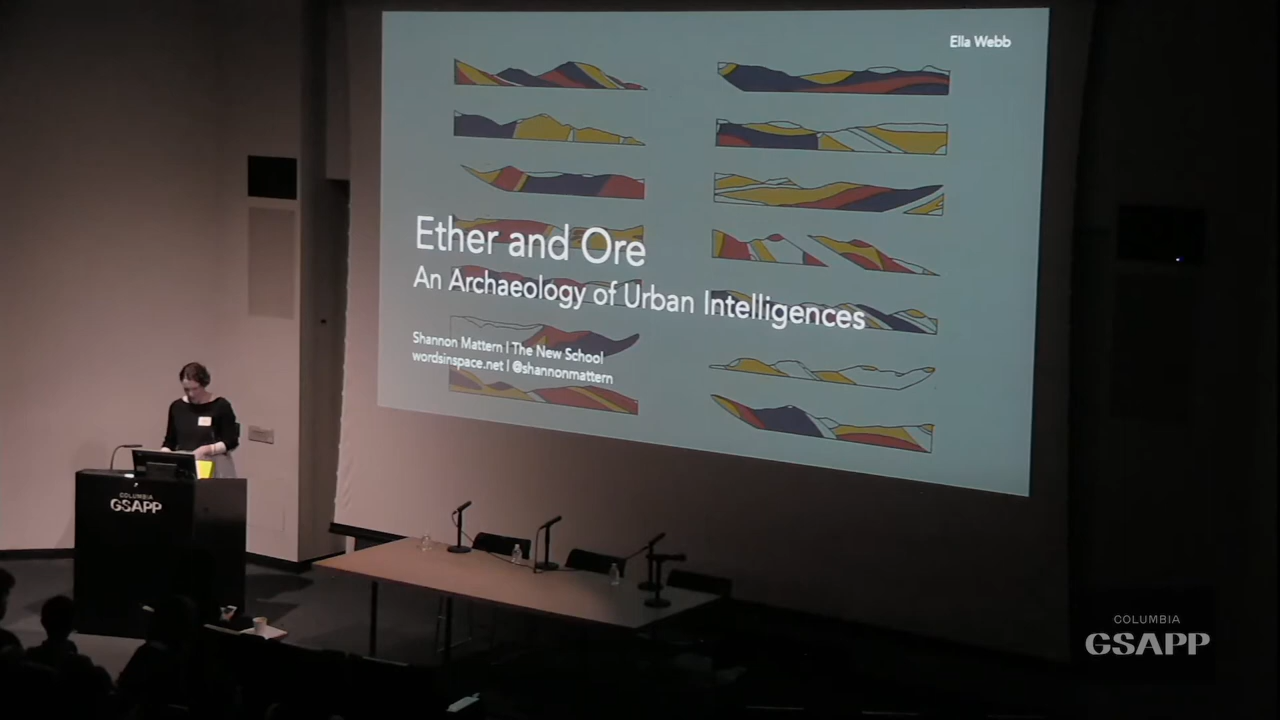 Ella Webb
Ether and Ore
An Archaeology of Urban Intelligences
Shannon Mattern | The New School
wordsinspace.net | @shannonmattern
COLUMBIA
GSAPP
COLUMBIA
GSAPP